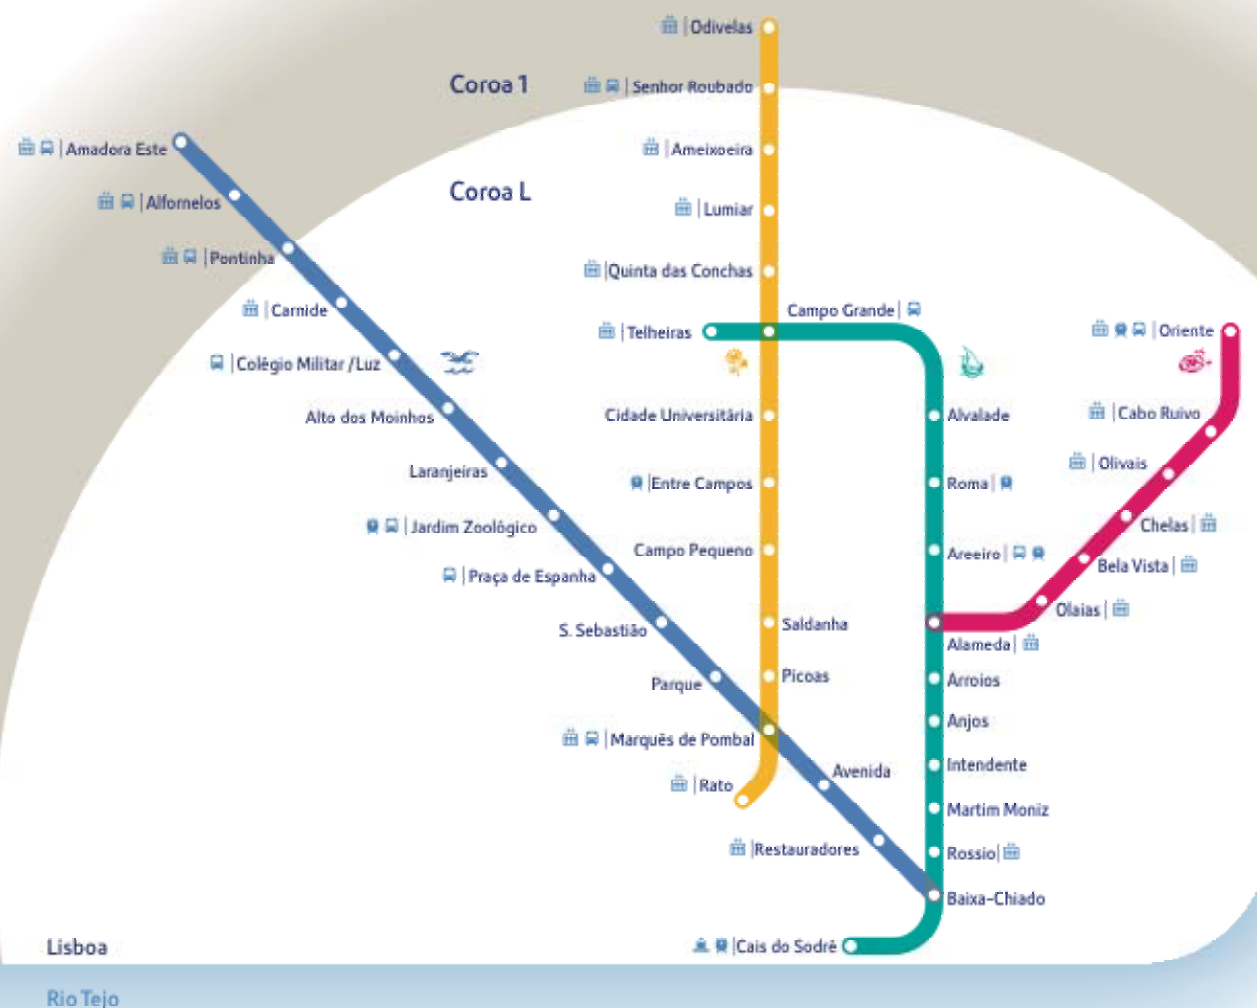 Odivelas
Coroa 1
Senhor Roubado
Amadora Este
Ameixoeira
Coroa L
Alfornelos
Lumiar
Pontinha
Quinta das Conchas
Carnide
Campo Grande
Telheiras
Oriente
Colégio Militar /Luz
Alto dos Moinhos
Cidade Universitária
Alvalade
Cabo Ruivo
Laranjeiras
Olivais
Entre Campos
Roma
Jardim Zoológico
Chelas
Campo Pequeno
Areeiro
Bela Vista
Praça de Espanha
Olaias
S. Sebastião
Saldanha
Alameda
Parque
Picoas
Arroios
Anjos
Marquês de Pombal
Intendente
Avenida
Rato
Martim Moniz
Restauradores
Rossio
Baixa-Chiado
Lisboa
Cais do Sodré
Rio Tejo